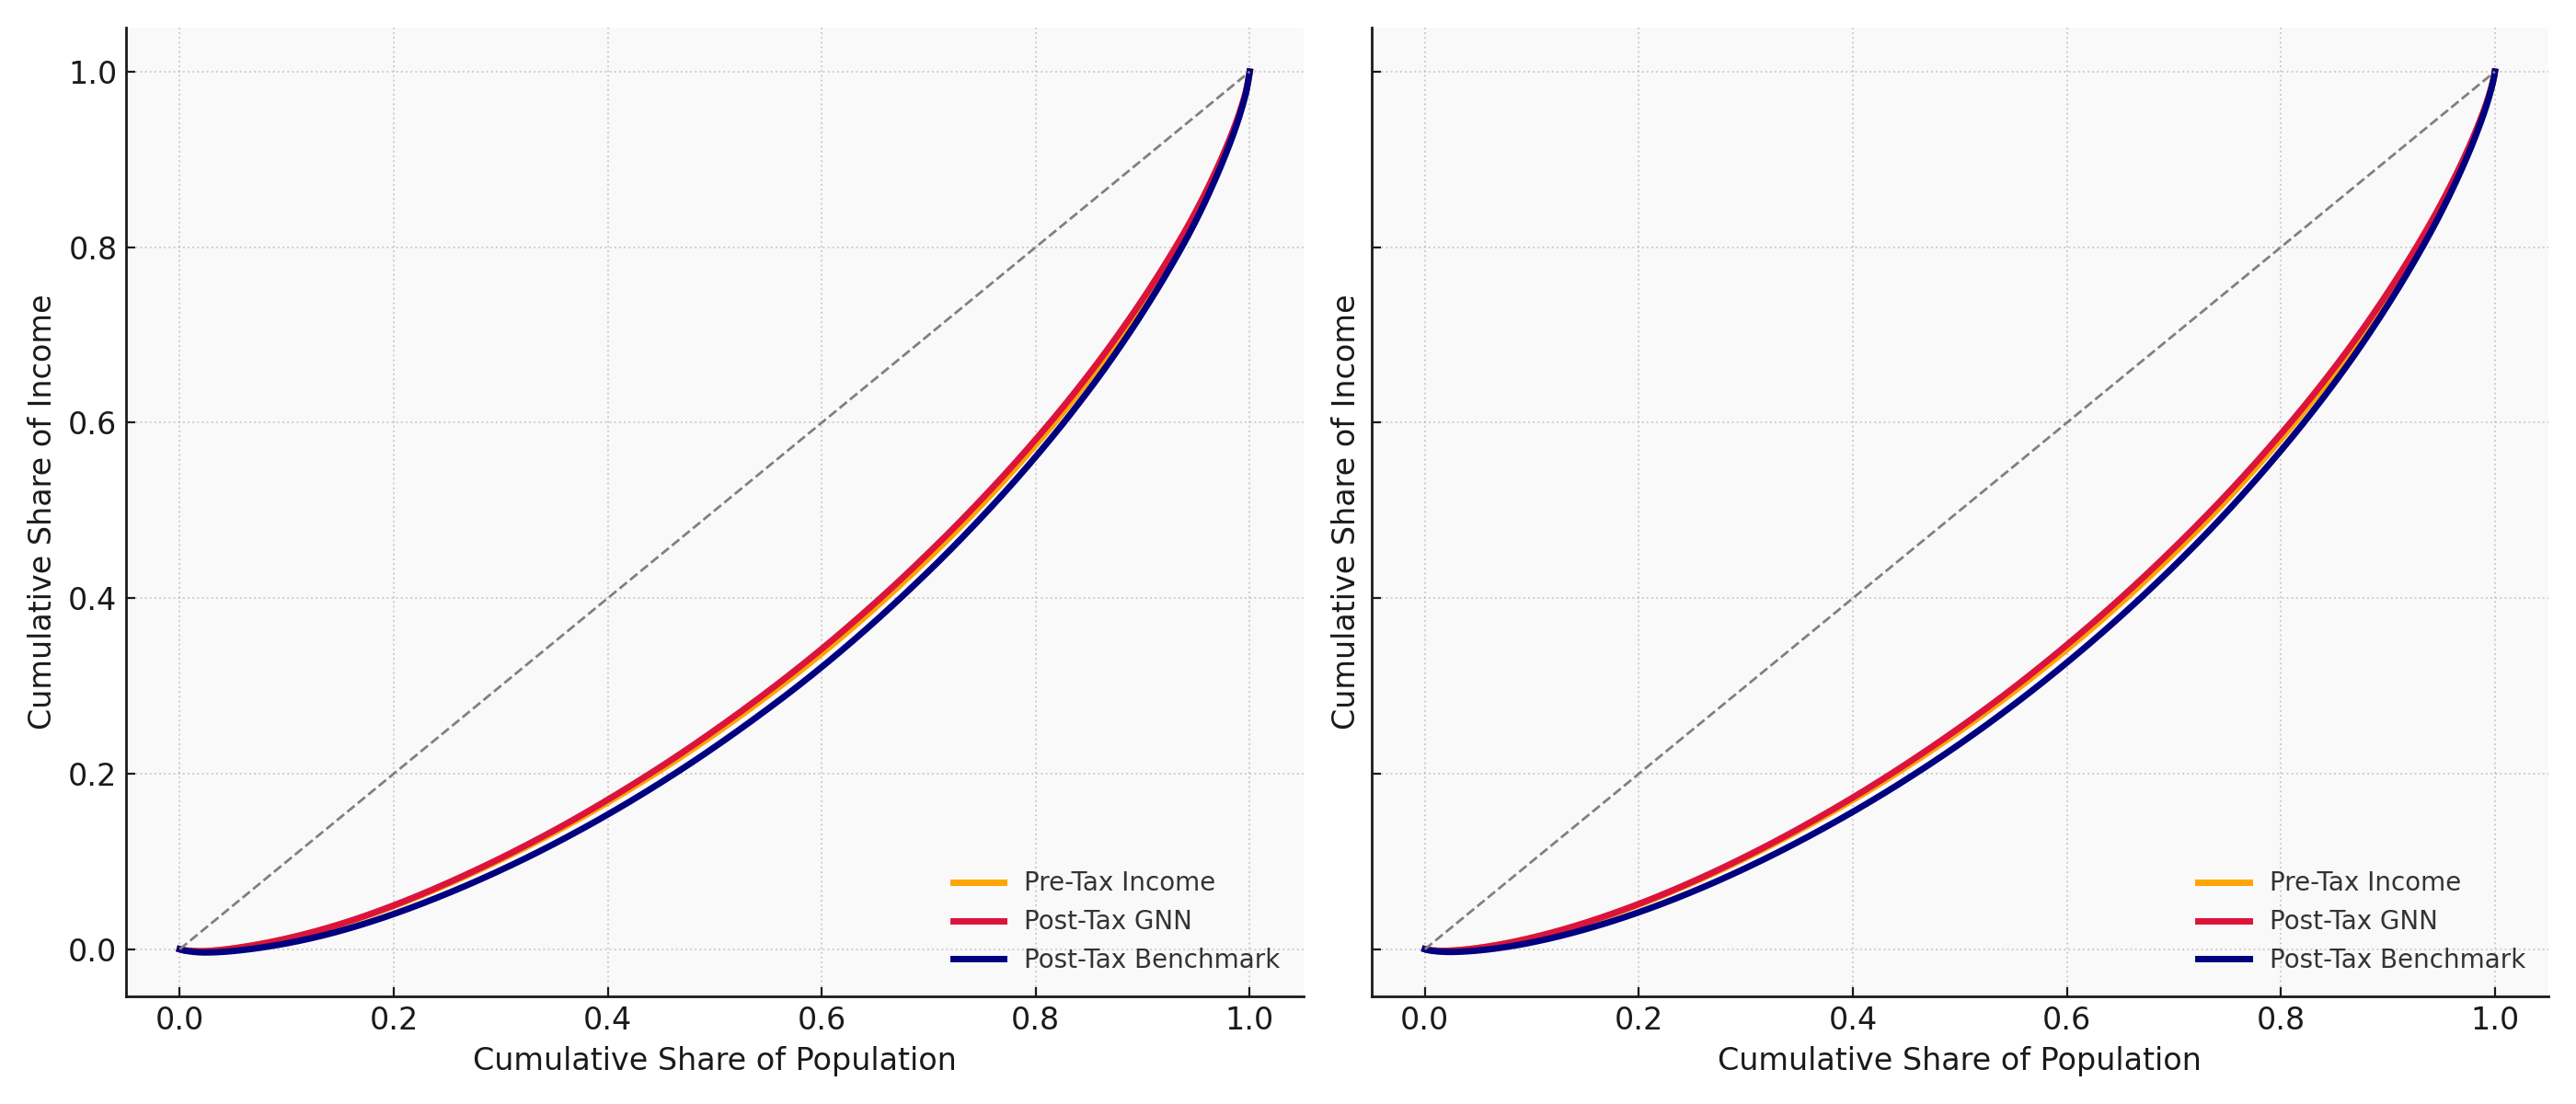 Cumulative Share of Income
1.0
0.8
0.6
0.4
0.2
0.0
0.0 0.2 0.4 0.6 0.8 1.0
Cumulative Share of Population
Pre-Tax Income
Post-Tax GNN
Post-Tax Benchmark
Cumulative Share of Income
0.0 0.2 0.4 0.6 0.8 1.0
Cumulative Share of Population
Pre-Tax Income
Post-Tax GNN
Post-Tax Benchmark